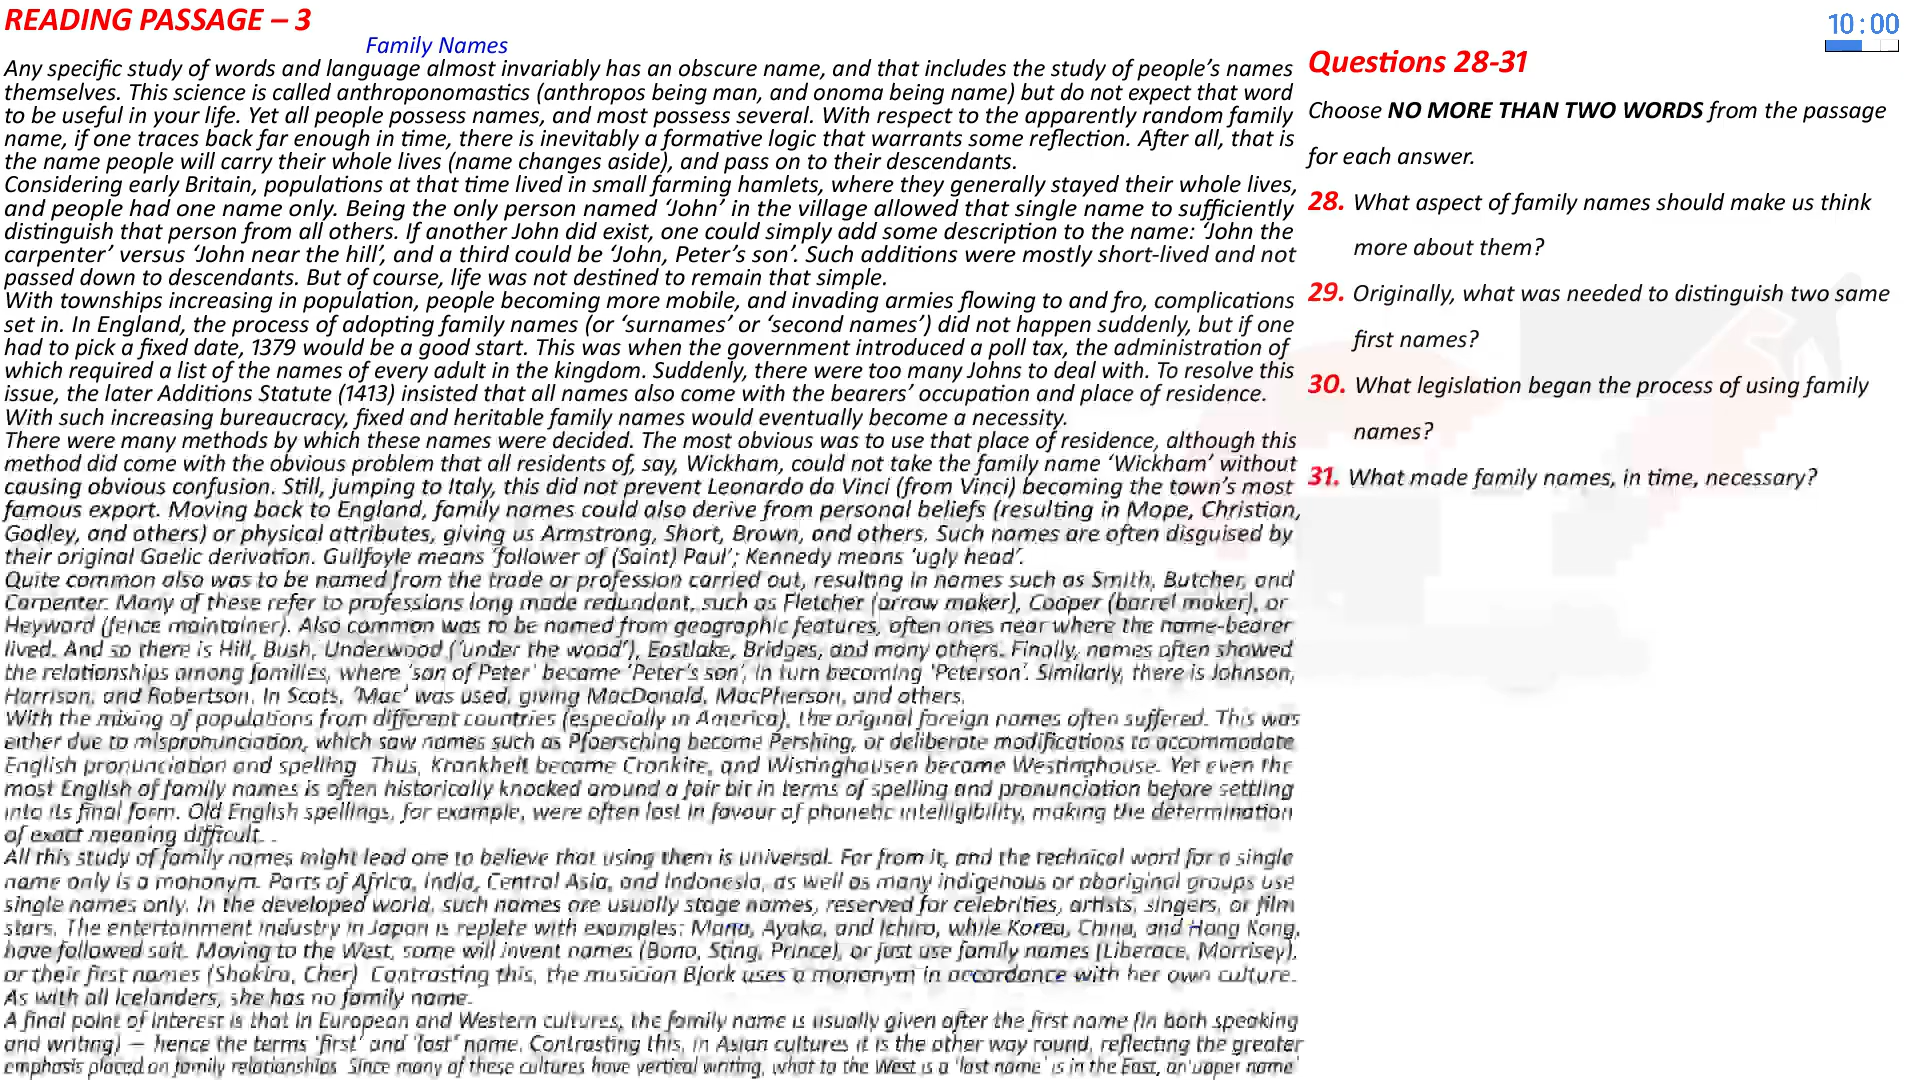 READING PASSAGE – 3
Family Names
Any specific study of words and language almost invariably has an obscure name, and that includes the study of people's names
themselves. This science is called anthroponomastics (anthropos being man, and onoma being name) but do not expect that word
to be useful in your life. Yet all people possess names, and most possess several. With respect to the apparently random family
name, if one traces back far enough in time, there is inevitably a formative logic that warrants some reflection. After all, that is
the name people will carry their whole lives (name changes aside), and pass on to their descendants.
Considering early Britain, populations at that time lived in small farming hamlets, where they generally stayed their whole lives,
and people had one name only. Being the only person named 'John' in the village allowed that single name to sufficiently
distinguish that person from all others. If another John did exist, one could simply add some description to the name: 'John the
carpenter' versus 'John near the hill', and a third could be 'John, Peter's son'. Such additions were mostly short-lived and not
passed down to descendants. But of course, life was not destined to remain that simple.
With townships increasing in population, people becoming more mobile, and invading armies flowing to and fro, complications
set in. In England, the process of adopting family names (or 'surnames' or 'second names') did not happen suddenly, but if one
had to pick a fixed date, 1379 would be a good start. This was when the government introduced a poll tax, the administration of
which required a list of the names of every adult in the kingdom. Suddenly, there were too many Johns to deal with. To resolve this
issue, the later Additions Statute (1413) insisted that all names also come with the bearers' occupation and place of residence.
With such increasing bureaucracy, fixed and heritable family names would eventually become a necessity.
There were many methods by which these names were decided. The most obvious was to use that place of residence, although this
method did come with the obvious problem that all residents of, say, Wickham, could not take the family name 'Wickham' without
causing obvious confusion. Still, jumping to Italy, this did not prevent Leonardo da Vinci (from Vinci) becoming the town's most
famous export. Moving back to England, family names could also derive from personal beliefs (resulting in Mope, Christian,
Godley, and others) or physical attributes, giving us Armstrong, Short, Brown, and others. Such names are often disguised by
their original Gaelic derivation. Guilfoyle means 'follower of (Saint) Paul'; Kennedy means 'ugly head'.
Quite common also was to be named from the trade or profession carried out, resulting in names such as Smith, Butcher, and
Carpenter. Many of these refer to professions long made redundant, such as Fletcher (arrow maker), Cooper (barrel maker), or
Heyward (fence maintainer). Also common was to be named from geographic features, often ones near where the name-bearer
lived. And so there is Hill, Bush, Underwood ('under the wood'), Eastlake, Bridges, and many others. Finally, names often showed
the relationships among families, where 'son of Peter' became 'Peter's son', in turn becoming 'Peterson'. Similarly, there is Johnson,
Harrison, and Robertson. In Scots, 'Mac' was used, giving MacDonald, MacPherson, and others.
With the mixing of populations from different countries (especially in America), the original foreign names often suffered. This was
either due to mispronunciation, which saw names such as Pfoersching become Pershing, or deliberate modifications to accommodate
English pronunciation and spelling. Thus, Krankheit became Cronkite, and Wistinghausen became Westinghouse. Yet even the
most English of family names is often historically knocked around a fair bit in terms of spelling and pronunciation before settling
into its final form. Old English spellings, for example, were often lost in favour of phonetic intelligibility, making the determination
of exact meaning difficult. .
All this study of family names might lead one to believe that using them is universal. Far from it, and the technical word for a single
name only is a mononym. Parts of Africa, India, Central Asia, and Indonesia, as well as many indigenous or aboriginal groups use
single names only. In the developed world, such names are usually stage names, reserved for celebrities, artists, singers, or film
stars. The entertainment industry in Japan is replete with examples: Mana, Ayaka, and Ichiro, while Korea, China, and Hong Kong,
have followed suit. Moving to the West, some will invent names (Bono, Sting, Prince), or just use family names (Liberace, Morrisey),
or their first names (Shakira, Cher). Contrasting this, the musician Bjork uses a mononym in accordance with her own culture.
As with all Icelanders, she has no family name.
A final point of interest is that in European and Western cultures, the family name is usually given after the first name (in both speaking
and writing) — hence the terms 'first' and 'last' name. Contrasting this, in Asian cultures it is the other way round, reflecting the greater
emphasis placed on family relationships. Since many of these cultures have vertical writing, what to the West is a 'last name' is in the East, an 'upper name'
10:00
Questions 28-31
Choose NO MORE THAN TWO WORDS from the passage
for each answer.
28. What aspect of family names should make us think
more about them?
29. Originally, what was needed to distinguish two same
first names?
30. What legislation began the process of using family
names?
31. What made family names, in time, necessary?